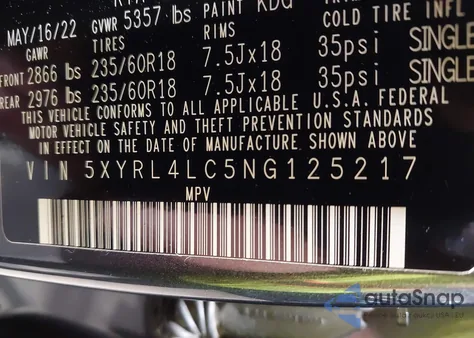 MAY/16/22 GVWR 5357 lbs PAINT KDG COLD TIRE INFL
GAWR TIRES RIMS
FRONT 2866 lbs 235/60R18 7.5Jx18 35psi SINGLE
REAR 2976 lbs 235/60R18 7.5Jx18 35psi SINGLE
THIS VEHICLE CONFORMS TO ALL APPLICABLE U.S.A. FEDERAL
MOTOR VEHICLE SAFETY AND THEFT PREVENTION STANDARDS
IN EFFECT ON THE DATE OF MANUFACTURE SHOWN ABOVE
VIN 5XYRL4LC5NG125217
MPV
autoSnap